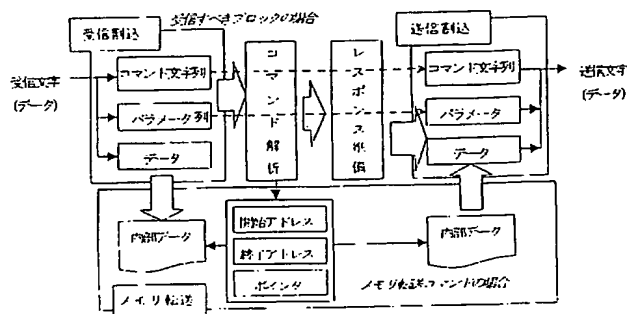 受信すべきブロックの場合
受信割込
送信割込
受信文字
(データ)
コマンド文字列
パラメータ列
データ
コマンド解析
レスポンス準備
コマンド文字列
パラメータ
データ
送信文字
(データ)
内部データ
開始アドレス
終了アドレス
ポインタ
内部データ
メモリ転送コマンドの場合
メモリ転送